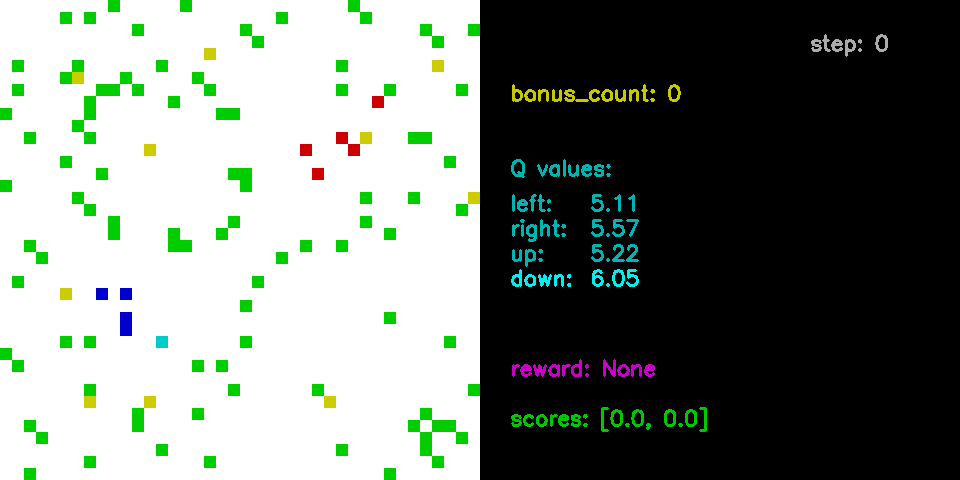 step: 0
bonus_count: 0
Q values:
left: 5.11
right: 5.57
up: 5.22
down: 6.05
reward: None
scores: [0.0, 0.0]